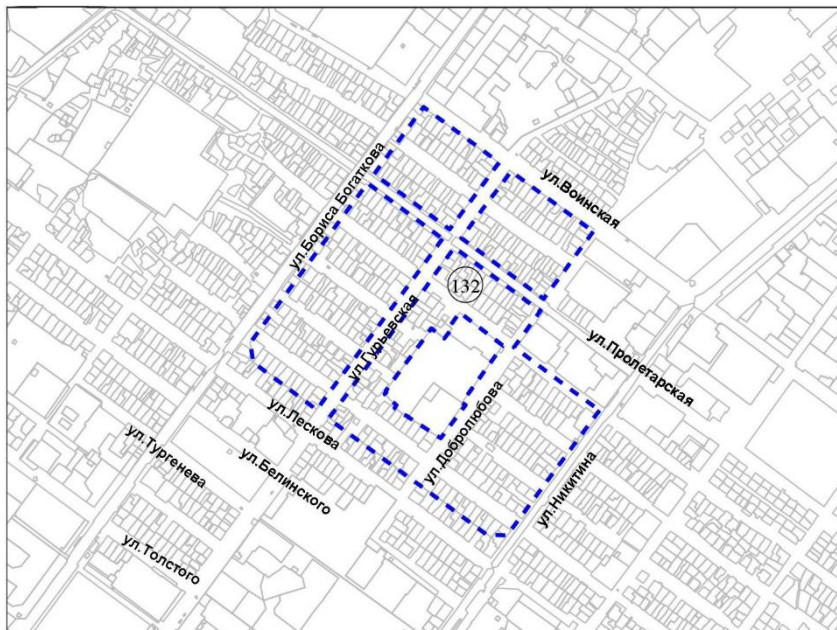 ул.Воинская
ул.Бориса Богаткова
132
ул.Гурьевская
ул.Пролетарская
ул.Лескова
ул.Добролюбова
ул.Тургенева
ул.Белинского
ул.Никитина
ул.Толстого